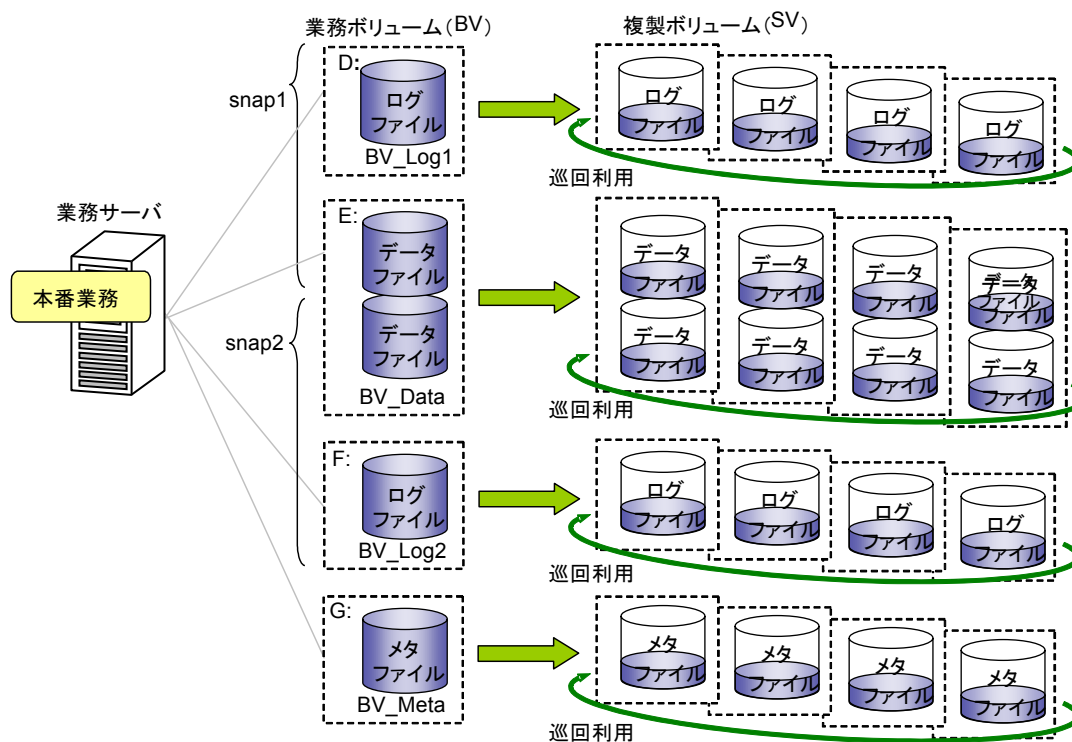 業務ボリューム(BV)
複製ボリューム(SV)
snap1
D:
ログ
ファイル
BV_Log1
ログ
ファイル
ログ
ファイル
ログ
ファイル
ログ
ファイル
巡回利用
業務サーバ
本番業務
E:
データ
ファイル
データ
ファイル
BV_Data
データ
ファイル
データ
ファイル
データ
ファイル
データ
ファイル
データ
ファイル
データ
ファイル
データ
ファイル
データ
ファイル
ファイル
巡回利用
snap2
F:
ログ
ファイル
BV_Log2
ログ
ファイル
ログ
ファイル
ログ
ファイル
ログ
ファイル
巡回利用
G:
メタ
ファイル
BV_Meta
メタ
ファイル
メタ
ファイル
メタ
ファイル
メタ
ファイル
巡回利用